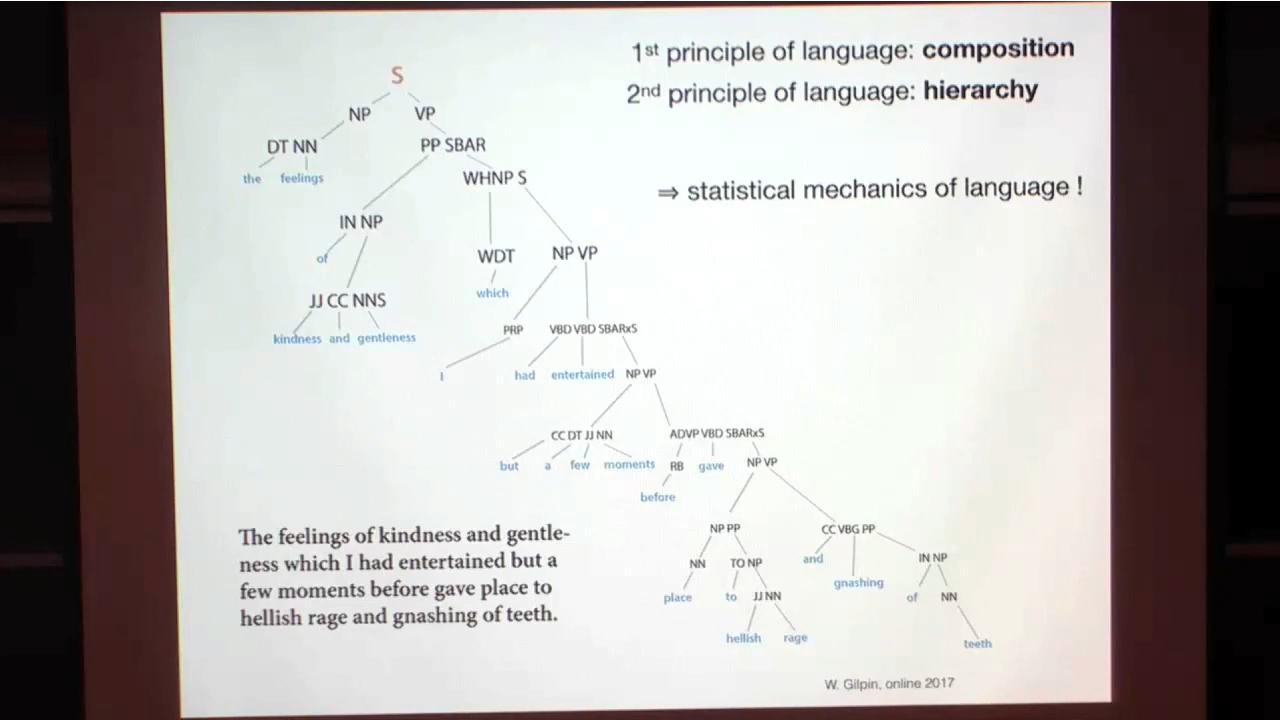 1st principle of language: composition
2nd principle of language: hierarchy
⇒ statistical mechanics of language !
S
NP VP
DT NN PP SBAR
the feelings WHNP S
IN NP
of WDT NP VP
JJ CC NNS which
kindness and gentleness PRP VBD VBD SBARxS
I had entertained NP VP
CC DT JJ NN ADVP VBD SBARxS
but a few moments RB gave NP VP
before
NP PP CC VBG PP
NN TO NP and IN NP
gnashing
place to JJ NN of NN
hellish rage teeth
The feelings of kindness and gentle-
ness which I had entertained but a
few moments before gave place to
hellish rage and gnashing of teeth.
W. Gilpin, online 2017